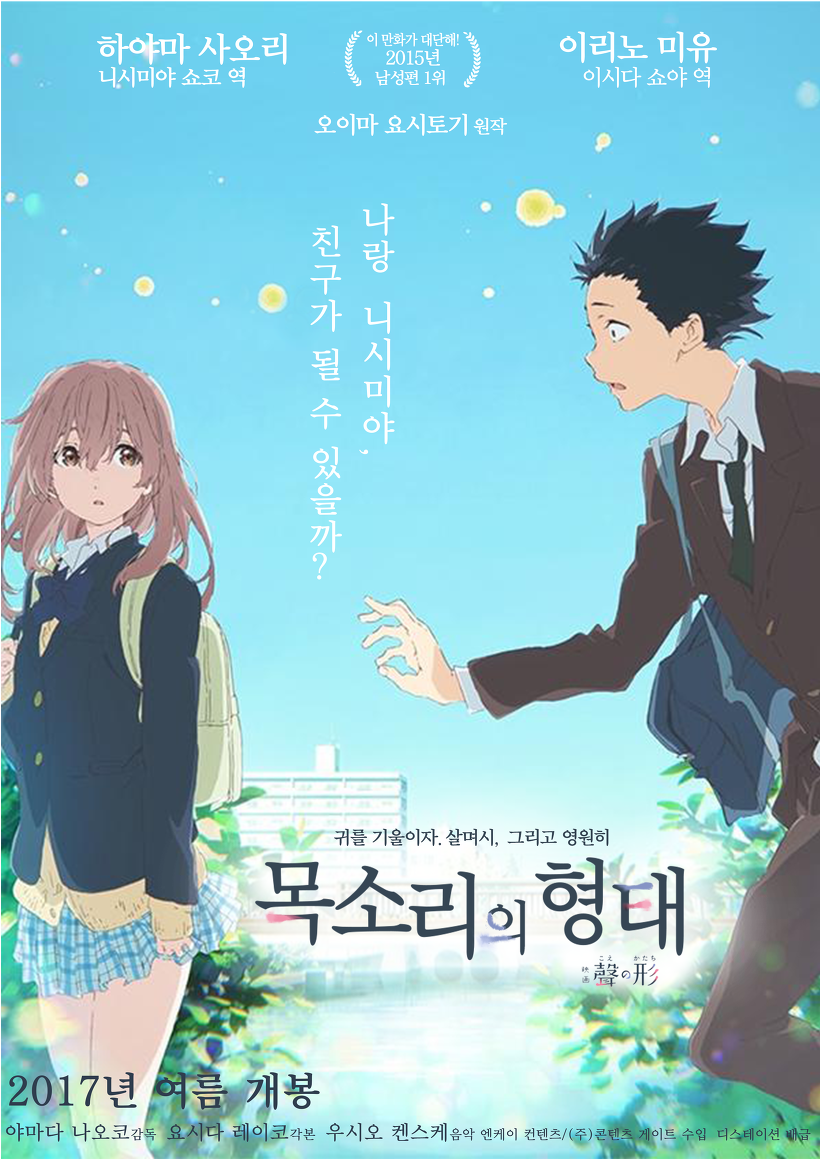 하야마 사오리
니시미야 쇼코 역
이 만화가 대단해!
2015년
남성편 1위
이리노 미유
이시다 쇼야 역
오이마 요시토기 원작
나랑 니시미야,
친구가 될 수 있을까?
귀를 기울이자. 살며시, 그리고 영원히
목소리의 형태
映画 聲の形
こえ かたち
2017년 여름 개봉
야마다 나오코감독 요시다 레이코각본 우시오 켄스케음악 엔케이 컨텐츠/(주)콘텐츠 게이트 수입 디스테이션 배급